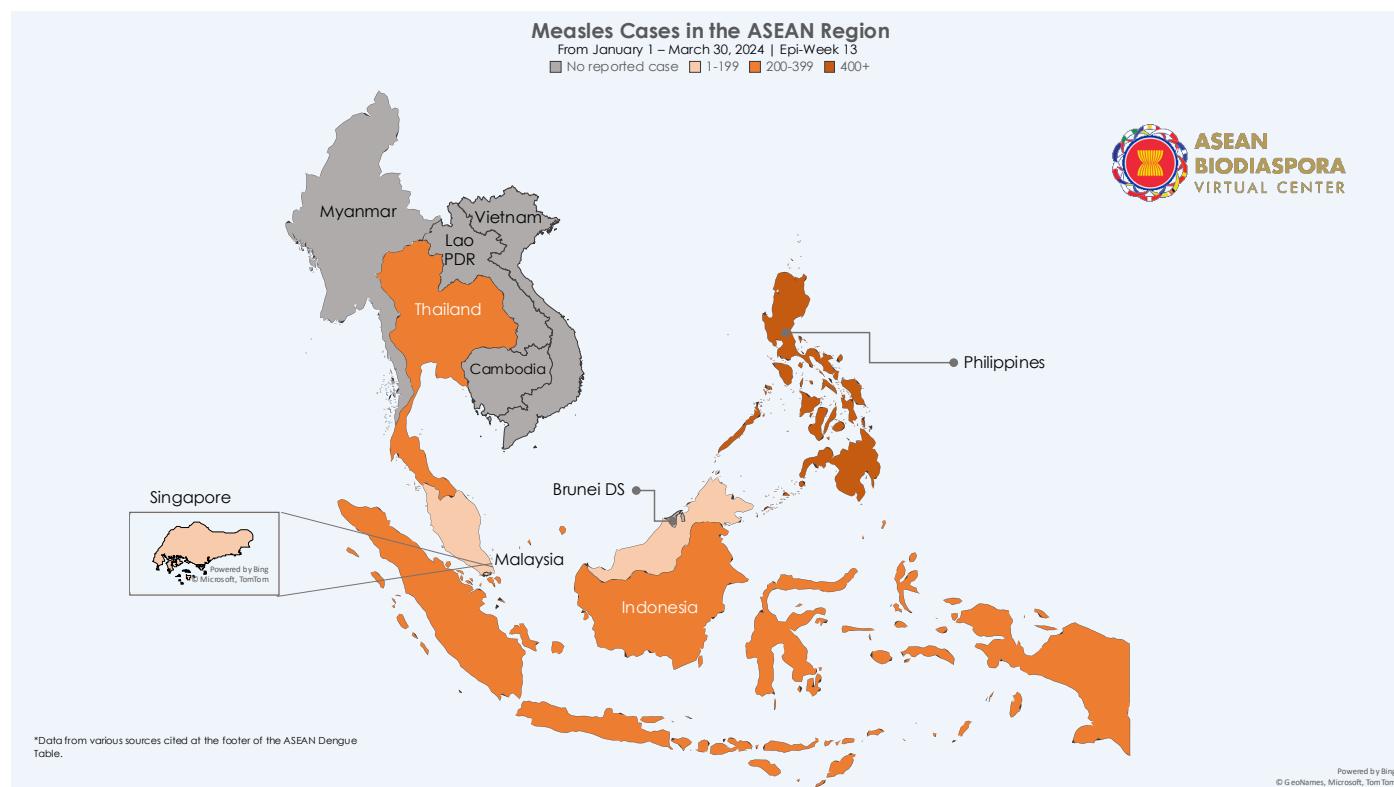 Measles Cases in the ASEAN Region
From January 1 – March 30, 2024 | Epi-Week 13
No reported case 1-199 200-399 400+
ASEAN
BIODIASPORA
VIRTUAL CENTER
Myanmar
Vietnam
Lao
PDR
Thailand
Cambodia
Philippines
Brunei DS
Singapore
Powered by Bing
© Microsoft, TomTom
Malaysia
Indonesia
*Data from various sources cited at the footer of the ASEAN Dengue
Table.
Powered by Bing
© GeoNames, Microsoft, TomTom